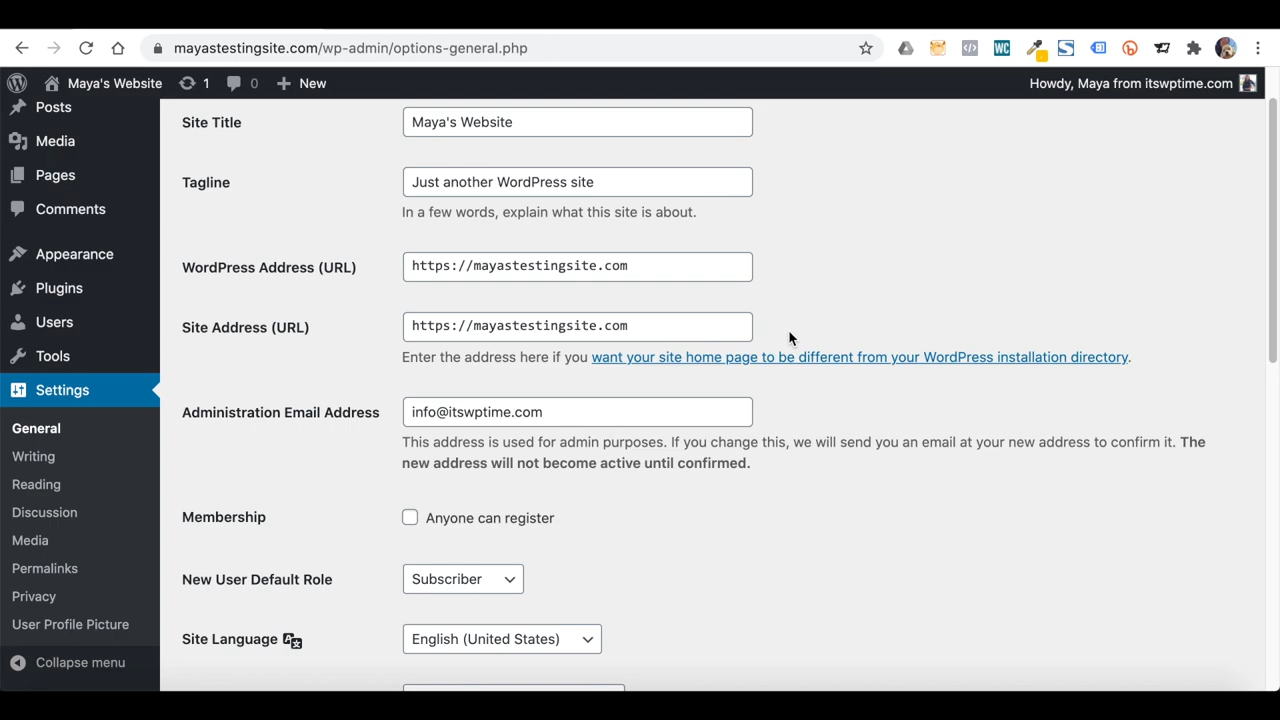 mayastestingsite.com/wp-admin/options-general.php
WC
Maya's Website 1 0 New Howdy, Maya from itswptime.com
Posts
Media
Pages
Comments
Appearance
Plugins
Users
Tools
Settings
General
Writing
Reading
Discussion
Media
Permalinks
Privacy
User Profile Picture
Collapse menu
Site Title Maya's Website
Tagline Just another WordPress site
In a few words, explain what this site is about.
WordPress Address (URL) https://mayastestingsite.com
Site Address (URL) https://mayastestingsite.com
Enter the address here if you want your site home page to be different from your WordPress installation directory.
Administration Email Address info@itswptime.com
This address is used for admin purposes. If you change this, we will send you an email at your new address to confirm it. The
new address will not become active until confirmed.
Membership Anyone can register
New User Default Role Subscriber
Site Language English (United States)